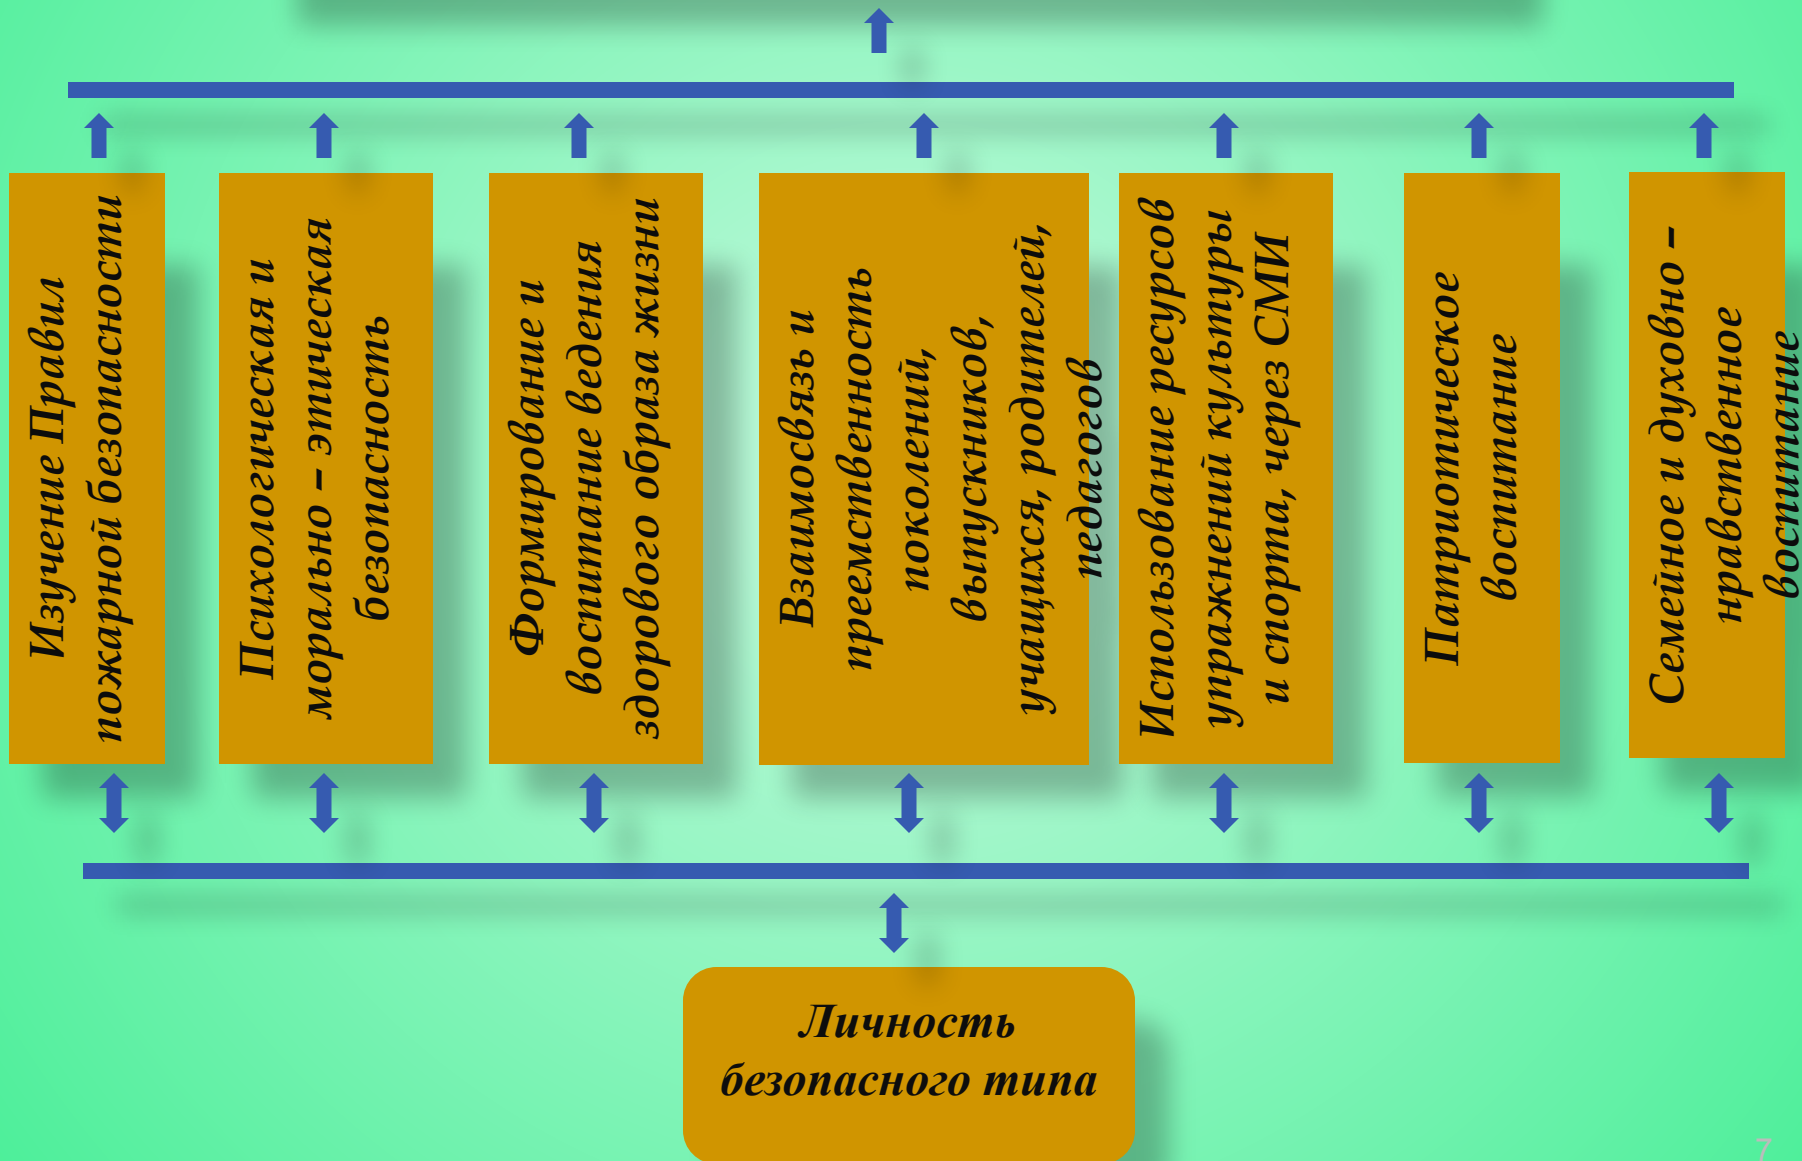 Изучение Правил
пожарной безопасности
Психологическая и
морально – этическая
безопасность
Формирование и
воспитание ведения
здорового образа жизни
Взаимосвязь и
преемственность
поколений,
выпускников,
учащихся, родителей,
педагогов
Использование ресурсов
упражнений культуры
и спорта, через СМИ
Патриотическое
воспитание
Семейное и духовно –
нравственное
воспитание
Личность
безопасного типа
7